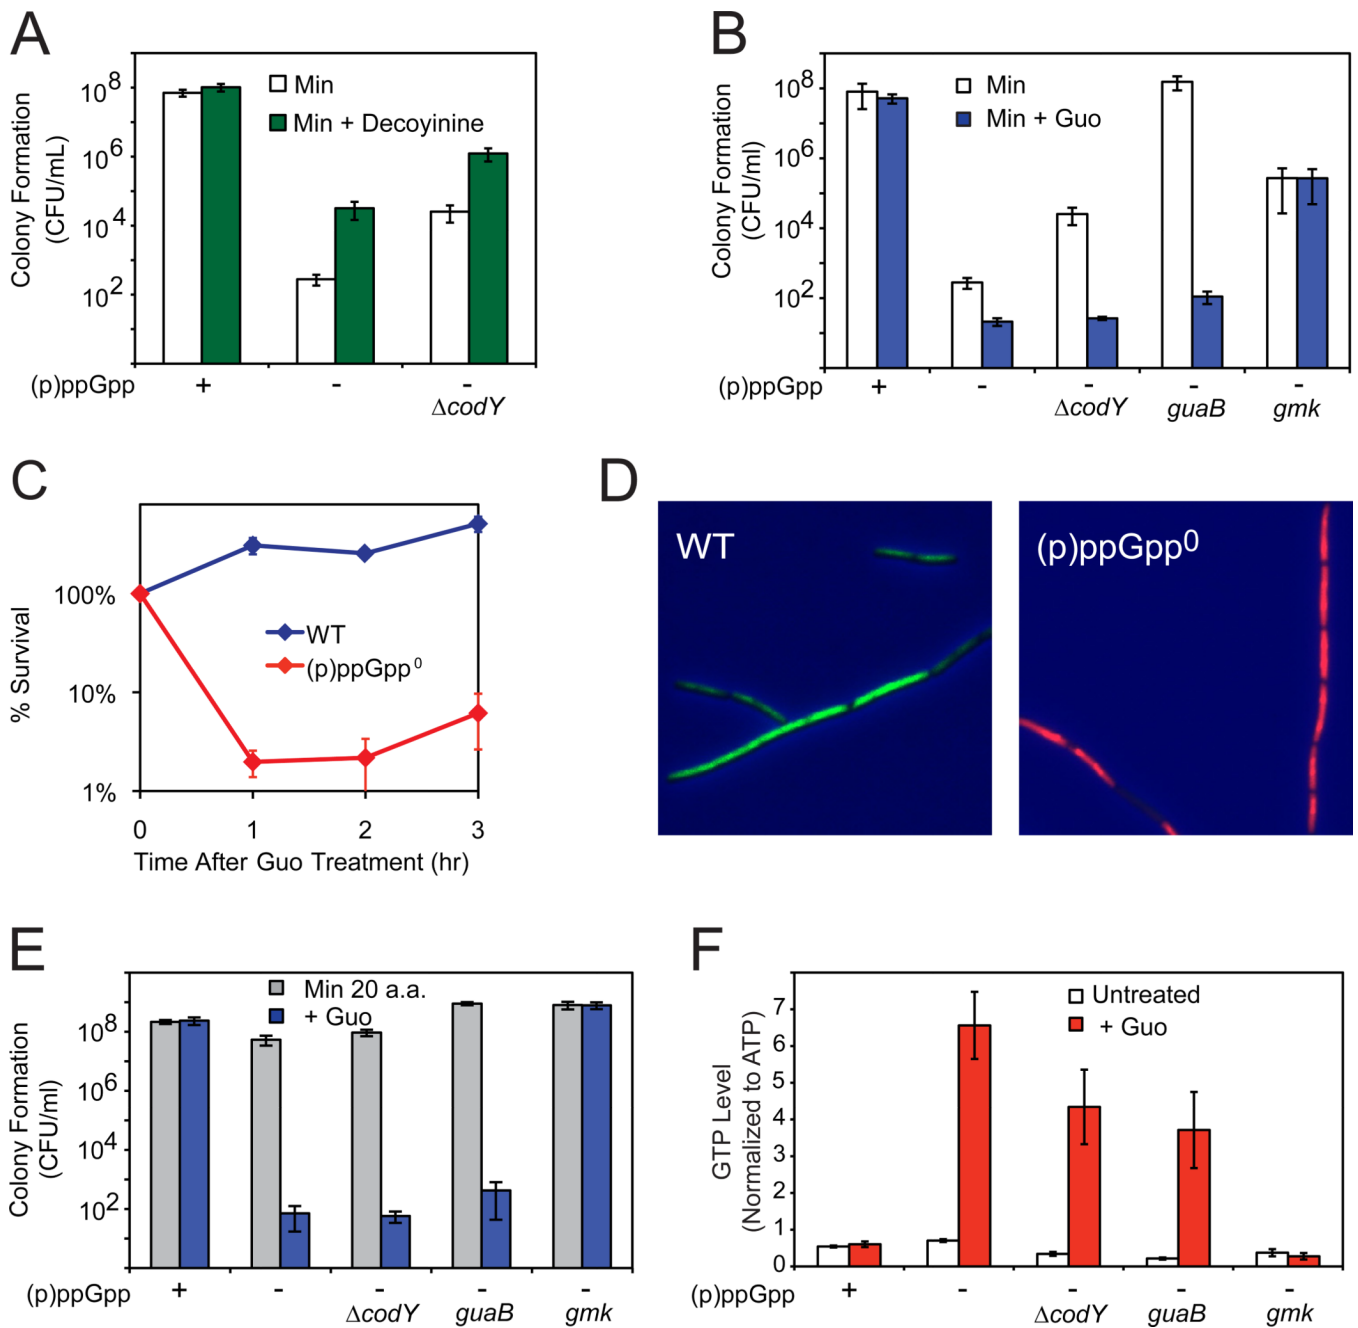 A
Colony Formation
(CFU/mL)
10^8
10^6
10^4
10^2
Min
Min + Decoyinine
(p)ppGpp
+
-
-
ΔcodY
B
Colony Formation
(CFU/ml)
10^8
10^6
10^4
10^2
Min
Min + Guo
(p)ppGpp
+
-
-
-
-
ΔcodY
guaB
gmk
C
% Survival
100%
10%
1%
WT
(p)ppGpp^0
0
1
2
3
Time After Guo Treatment (hr)
D
WT
(p)ppGpp^0
E
Colony Formation
(CFU/ml)
10^8
10^6
10^4
10^2
Min 20 a.a.
+ Guo
(p)ppGpp
+
-
-
-
-
ΔcodY
guaB
gmk
F
GTP Level
(Normalized to ATP)
7
6
5
4
3
2
1
0
Untreated
+ Guo
(p)ppGpp
+
-
-
-
-
ΔcodY
guaB
gmk